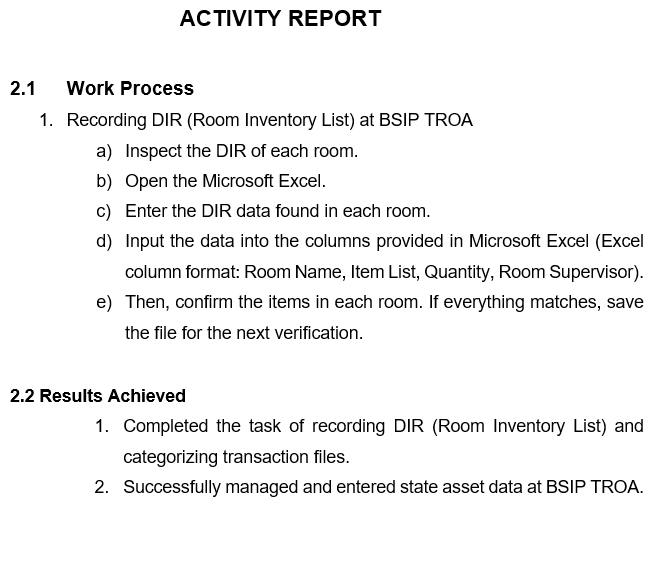 ACTIVITY REPORT
2.1 Work Process
1. Recording DIR (Room Inventory List) at BSIP TROA
a) Inspect the DIR of each room.
b) Open the Microsoft Excel.
c) Enter the DIR data found in each room.
d) Input the data into the columns provided in Microsoft Excel (Excel
column format: Room Name, Item List, Quantity, Room Supervisor).
e) Then, confirm the items in each room. If everything matches, save
the file for the next verification.
2.2 Results Achieved
1. Completed the task of recording DIR (Room Inventory List) and
categorizing transaction files.
2. Successfully managed and entered state asset data at BSIP TROA.